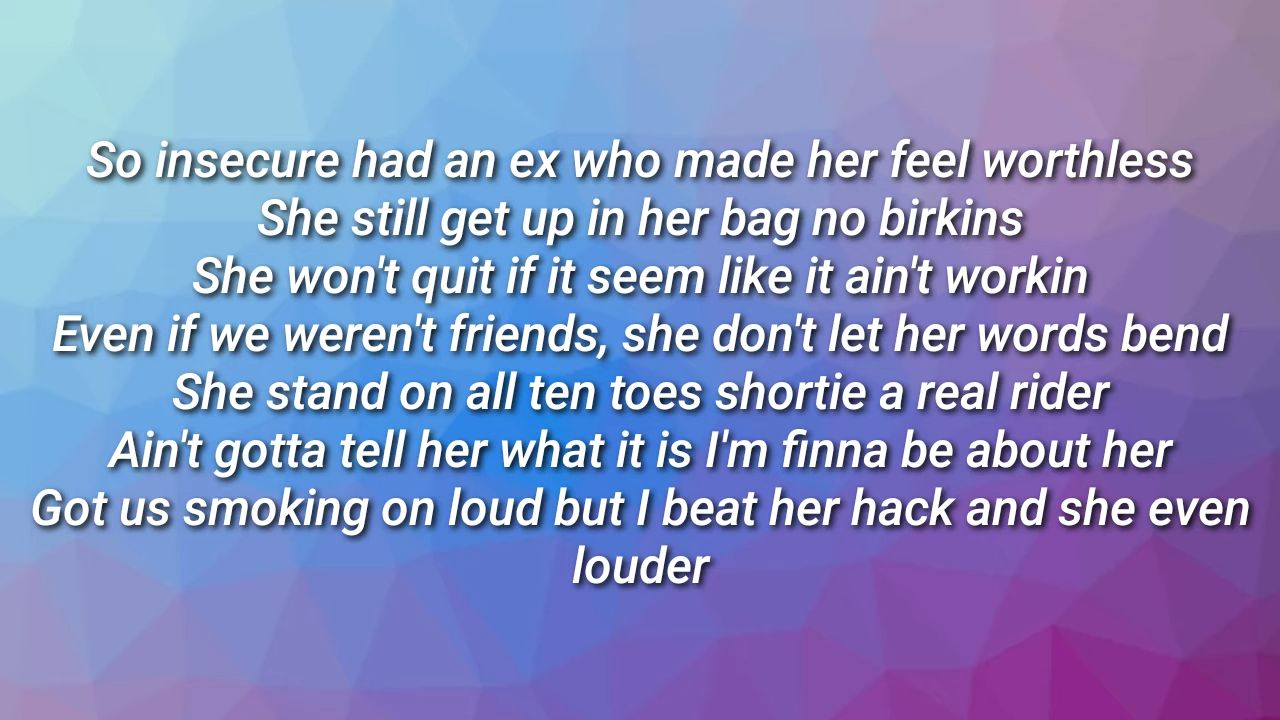 So insecure had an ex who made her feel worthless
She still get up in her bag no birkins
She won't quit if it seem like it ain't workin
Even if we weren't friends, she don't let her words bend
She stand on all ten toes shortie a real rider
Ain't gotta tell her what it is I'm finna be about her
Got us smoking on loud but I beat her hack and she even
louder